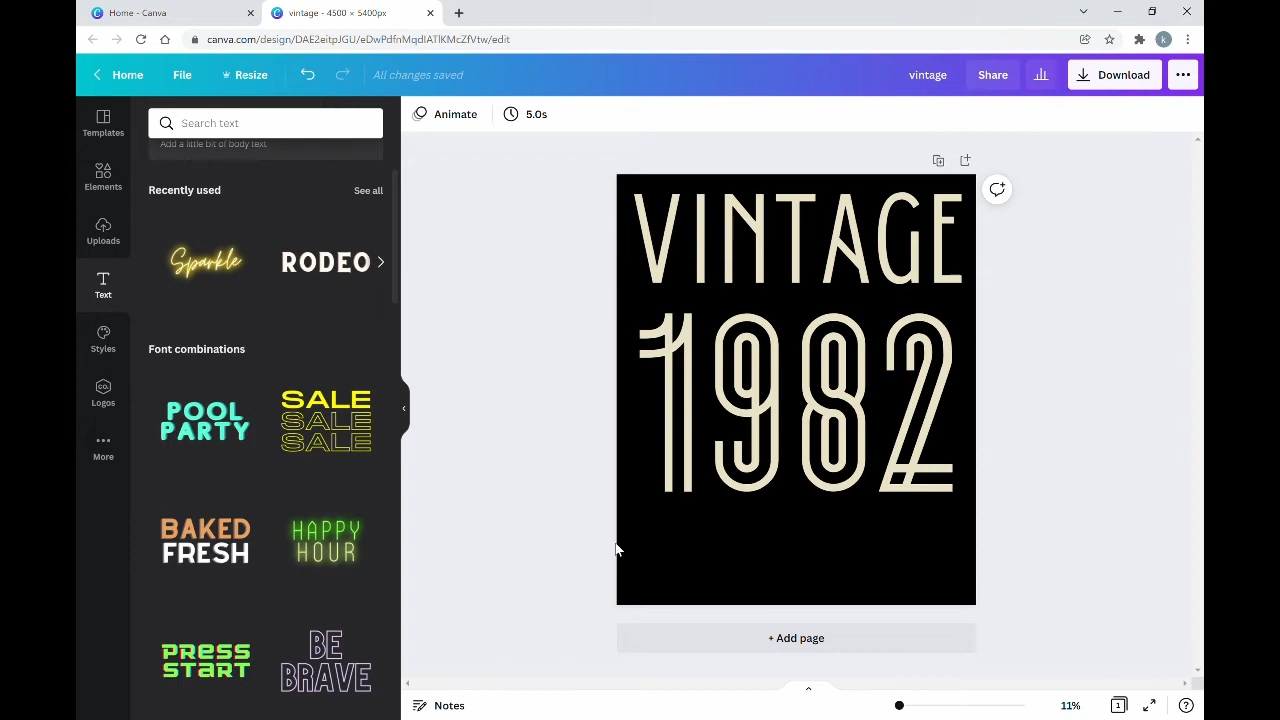 Home - Canva
vintage - 4500 × 5400px
canva.com/design/DAE2eitpJGU/eDwPdfnMqdIATlKMcZfVtw/edit
k
Home
File
Resize
All changes saved
vintage
Share
Download
Templates
Elements
Uploads
Text
Styles
CO.
Logos
More
Search text
Add a little bit of body text
Recently used
See all
Sparkle
RODEO
Font combinations
POOL
PARTY
SALE
SALE
SALE
BAKED
FRESH
HAPPY
HOUR
PRESS
START
BE
BRAVE
Animate
5.0s
VINTAGE
1982
+ Add page
Notes
11%
1